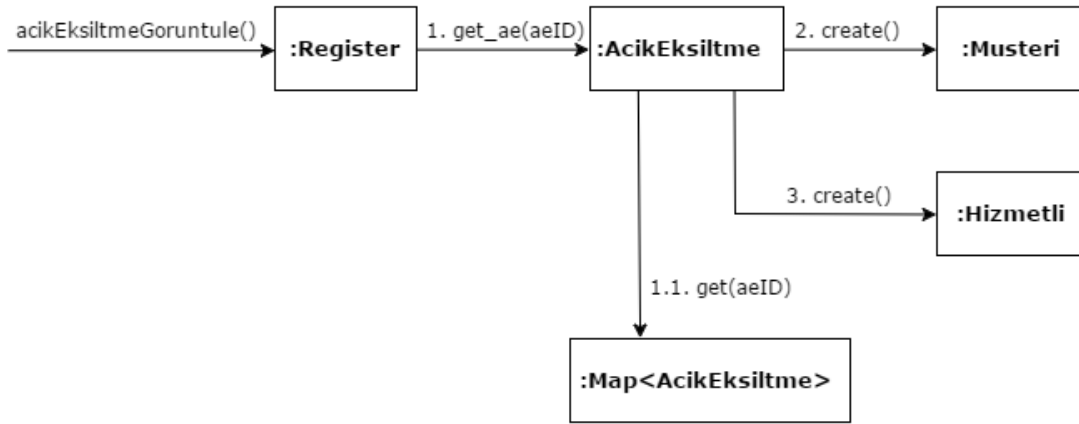 acikEksiltmeGoruntule()
:Register
1. get_ae(aeID)
:AcikEksiltme
2. create()
:Musteri
3. create()
:Hizmetli
1.1. get(aeID)
:Map<AcikEksiltme>